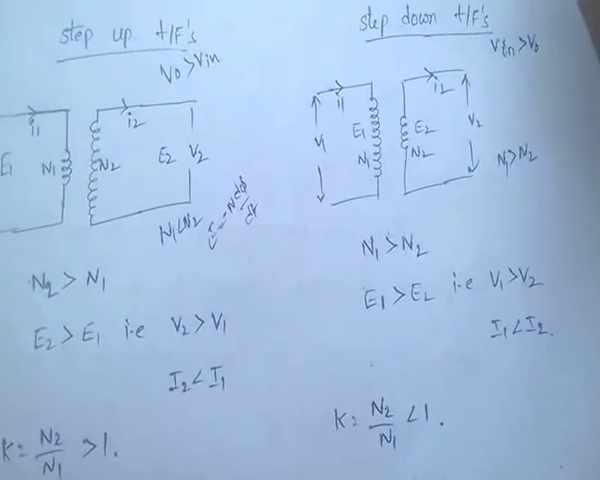 step up t/F's
V0 > Vin
i1
i2
E1
N1
N2
E2
V2
N1<N2
N dφ/dt
N2 > N1
E2 > E1 i.e V2 > V1
I2 < I1
K = N2/N1 > 1.
step down t/F's
Vin > V0
i1
i2
V1
E1
N1
E2
N2
V2
N1 > N2
N1 > N2
E1 > E2 i.e V1 > V2
I1 < I2.
K = N2/N1 < 1.